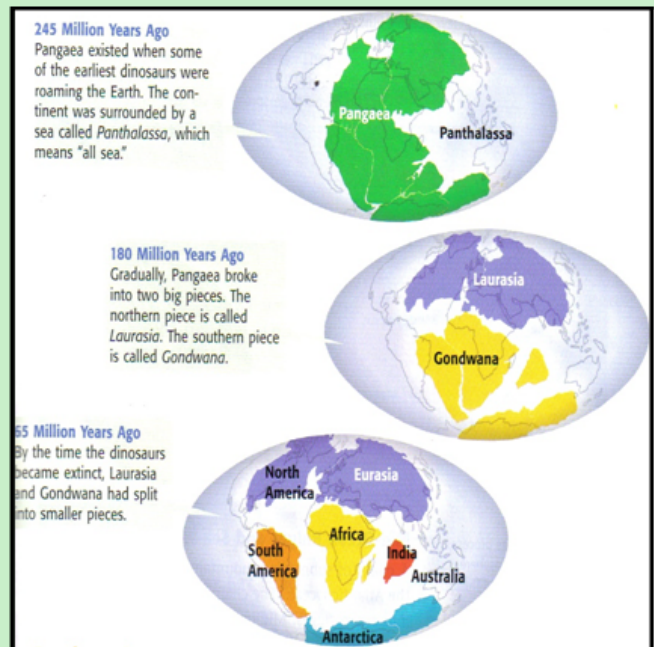 245 Million Years Ago
Pangaea existed when some
of the earliest dinosaurs were
roaming the Earth. The con-
tinent was surrounded by a
sea called Panthalassa, which
means "all sea."
Pangaea
Panthalassa
180 Million Years Ago
Gradually, Pangaea broke
into two big pieces. The
northern piece is called
Laurasia. The southern piece
is called Gondwana.
Laurasia
Gondwana
65 Million Years Ago
By the time the dinosaurs
became extinct, Laurasia
and Gondwana had split
into smaller pieces.
North
America
Eurasia
South
America
Africa
India
Australia
Antarctica